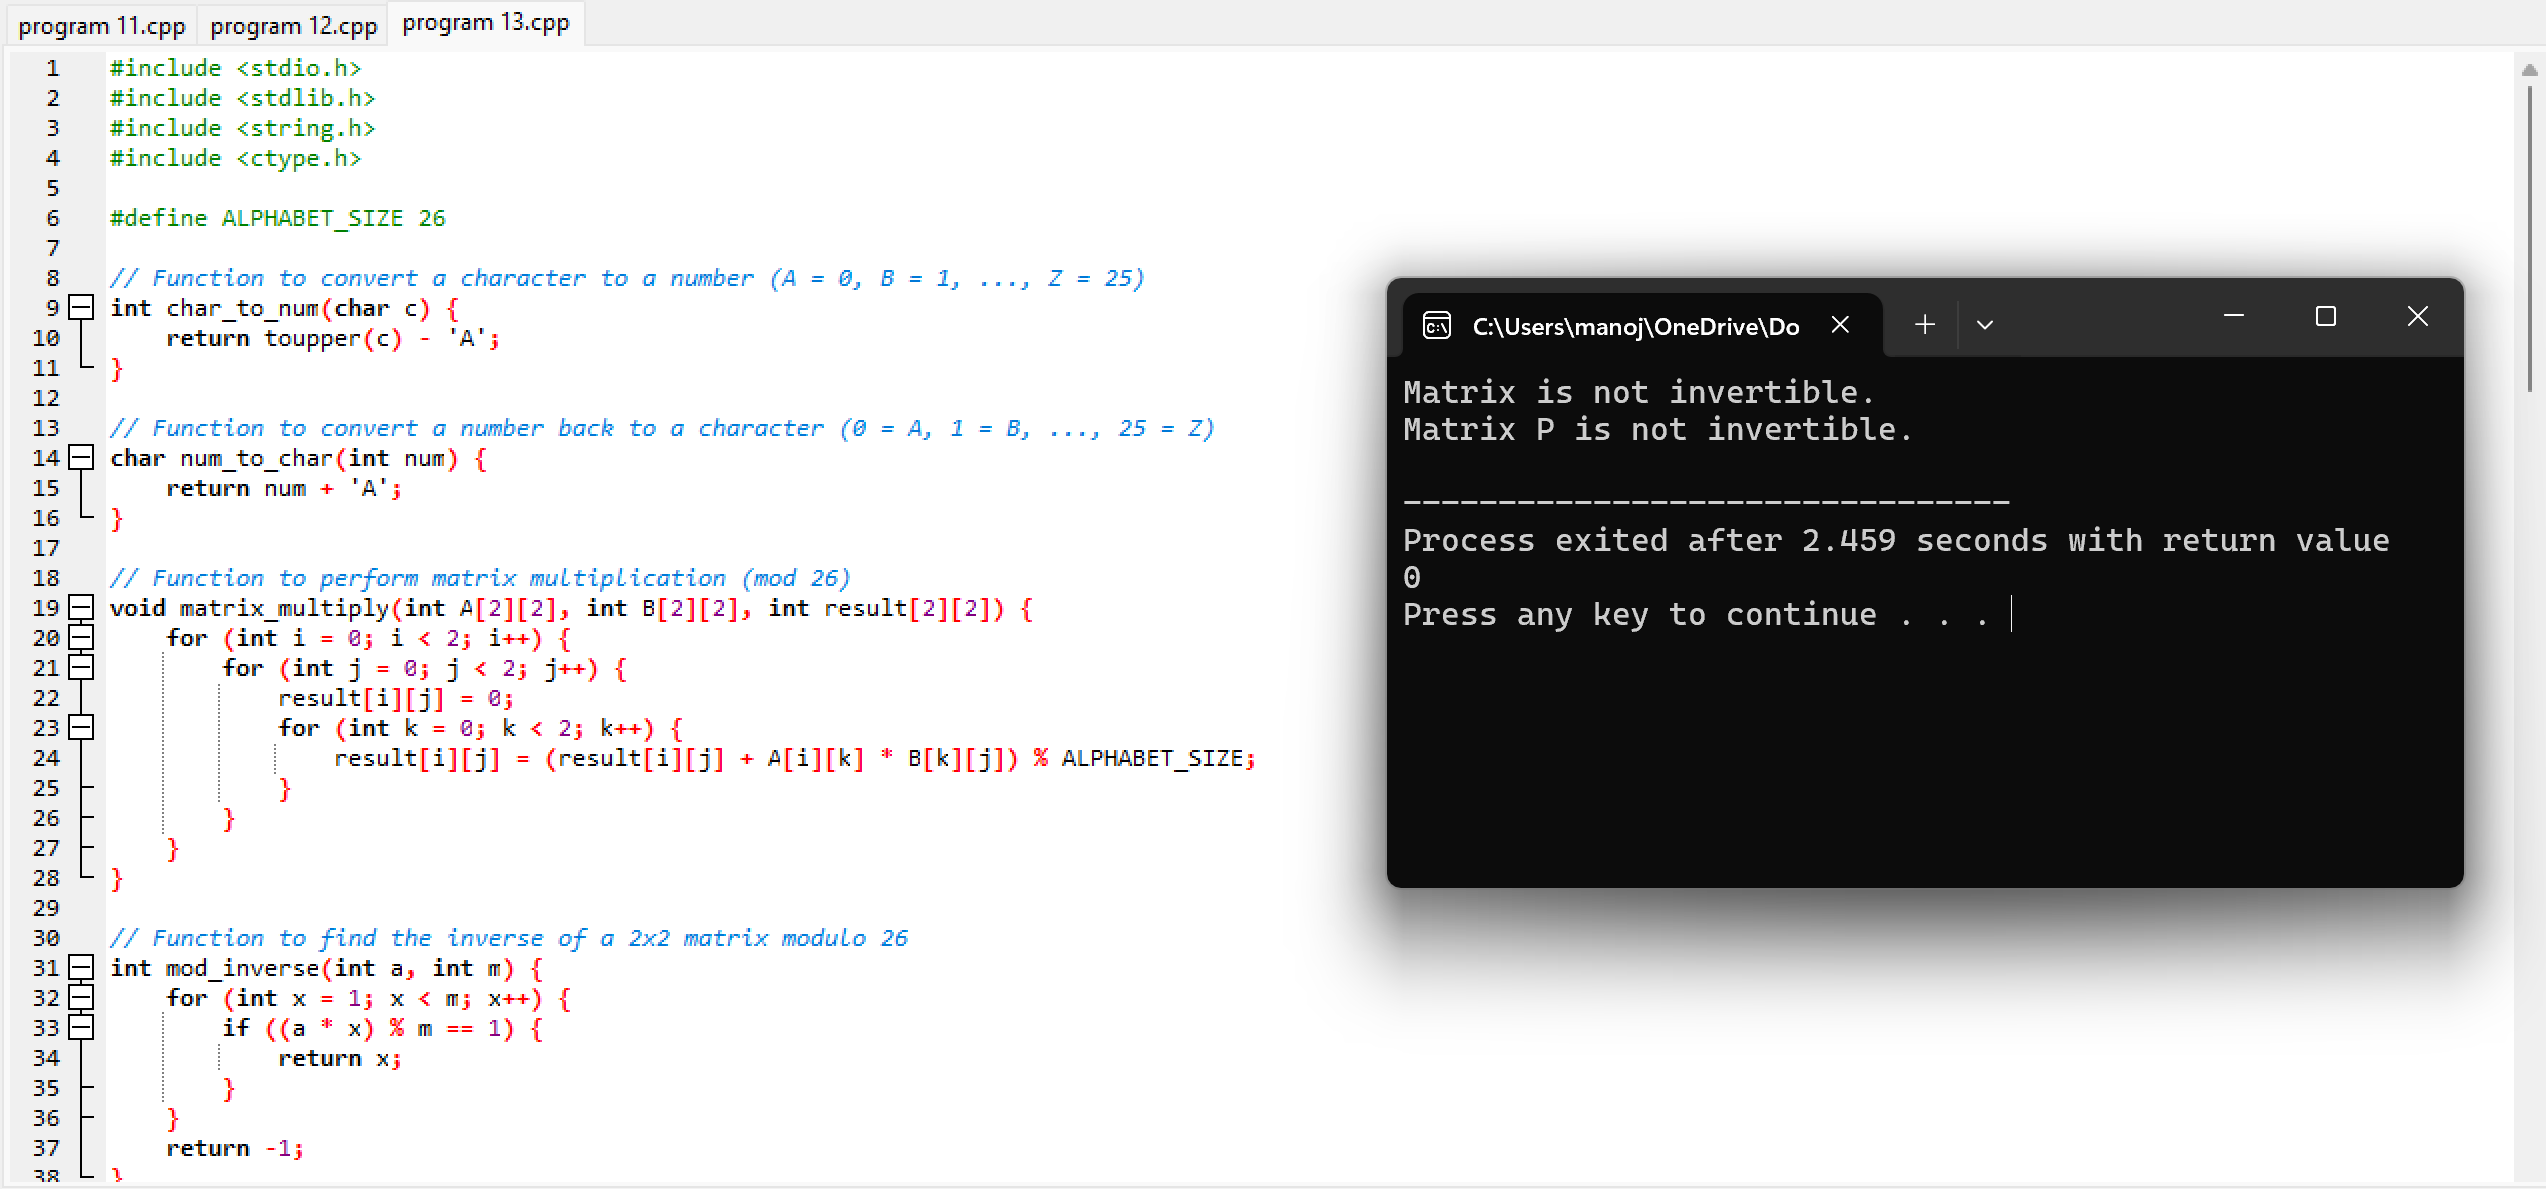 program 11.cpp program 12.cpp program 13.cpp
1 #include <stdio.h>
2 #include <stdlib.h>
3 #include <string.h>
4 #include <ctype.h>
5
6 #define ALPHABET_SIZE 26
7
8 // Function to convert a character to a number (A = 0, B = 1, ..., Z = 25)
9 int char_to_num(char c) {
10     return toupper(c) - 'A';
11 }
12
13 // Function to convert a number back to a character (0 = A, 1 = B, ..., 25 = Z)
14 char num_to_char(int num) {
15     return num + 'A';
16 }
17
18 // Function to perform matrix multiplication (mod 26)
19 void matrix_multiply(int A[2][2], int B[2][2], int result[2][2]) {
20     for (int i = 0; i < 2; i++) {
21         for (int j = 0; j < 2; j++) {
22             result[i][j] = 0;
23             for (int k = 0; k < 2; k++) {
24                 result[i][j] = (result[i][j] + A[i][k] * B[k][j]) % ALPHABET_SIZE;
25             }
26         }
27     }
28 }
29
30 // Function to find the inverse of a 2x2 matrix modulo 26
31 int mod_inverse(int a, int m) {
32     for (int x = 1; x < m; x++) {
33         if ((a * x) % m == 1) {
34             return x;
35         }
36     }
37     return -1;
38 }
C:\Users\manoj\OneDrive\Do
Matrix is not invertible.
Matrix P is not invertible.
--------------------------------
Process exited after 2.459 seconds with return value
0
Press any key to continue . . .